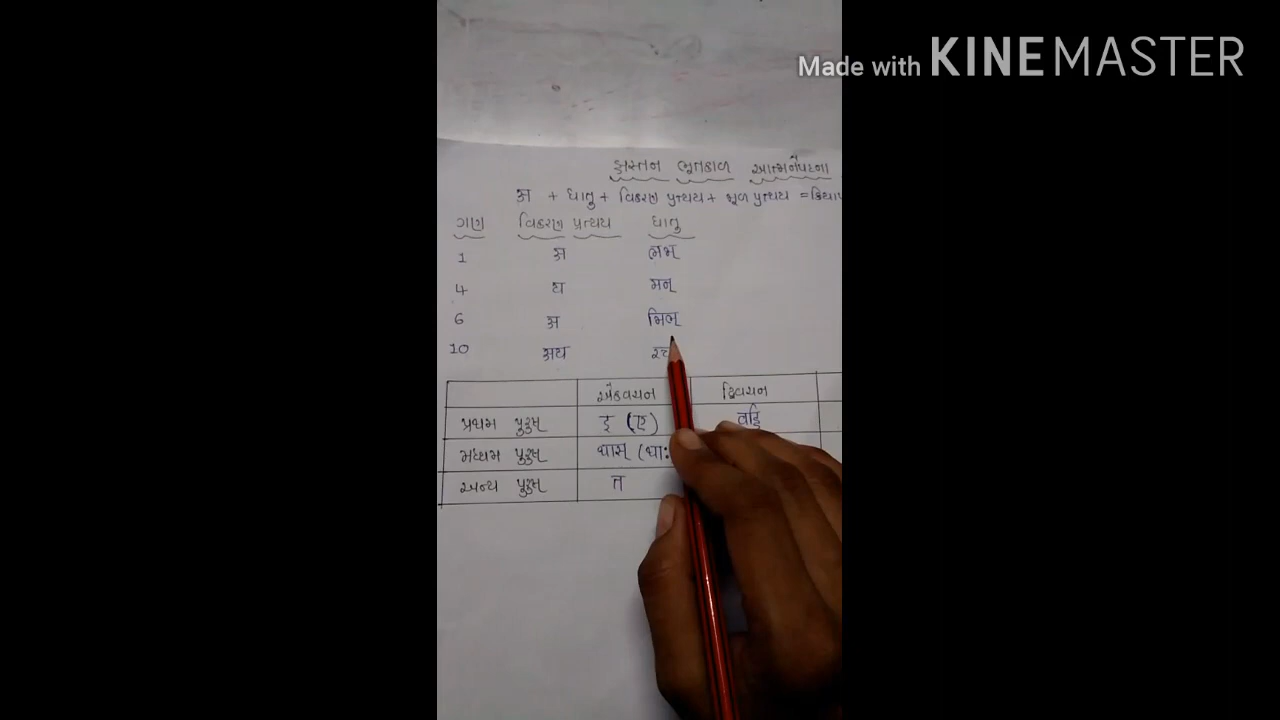 Made with KINEMASTER
હ્યસ્તન ભૂતકાળ આત્મનેપદના
अ + ધાતુ + વિકરણ પ્રત્યય + મૂળ પ્રત્યય =
ગણ વિકરણ પ્રત્યય ધાતુ
1 अ लभ्
4 य मन्
6 अ
10 अय
એકવચન દ્વિવચન
પ્રથમ પુરુષ इ (ए) वहि
મધ્યમ પુરુષ थास् (थाः
અન્ય પુરુષ त